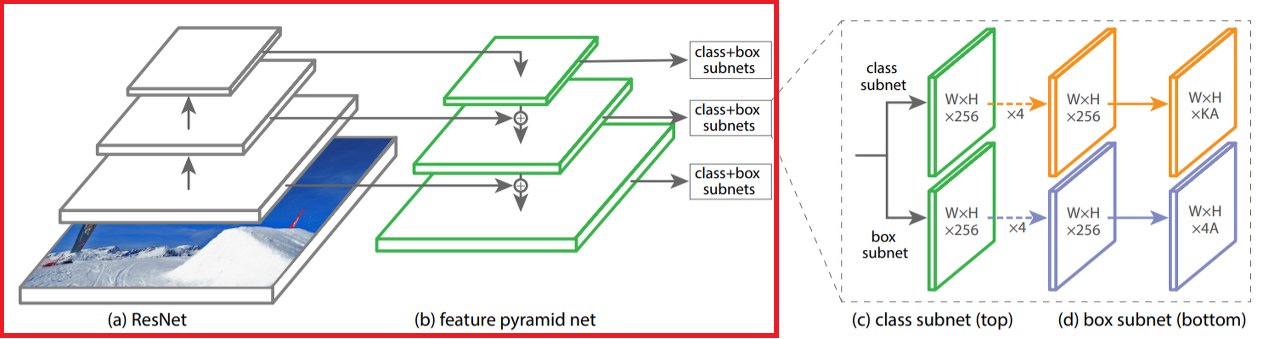 class+box
subnets
class+box
subnets
class+box
subnets
(a) ResNet
(b) feature pyramid net
class
subnet
W×H
×256
×4
W×H
×256
W×H
×KA
box
subnet
W×H
×256
×4
W×H
×256
W×H
×4A
(c) class subnet (top)
(d) box subnet (bottom)